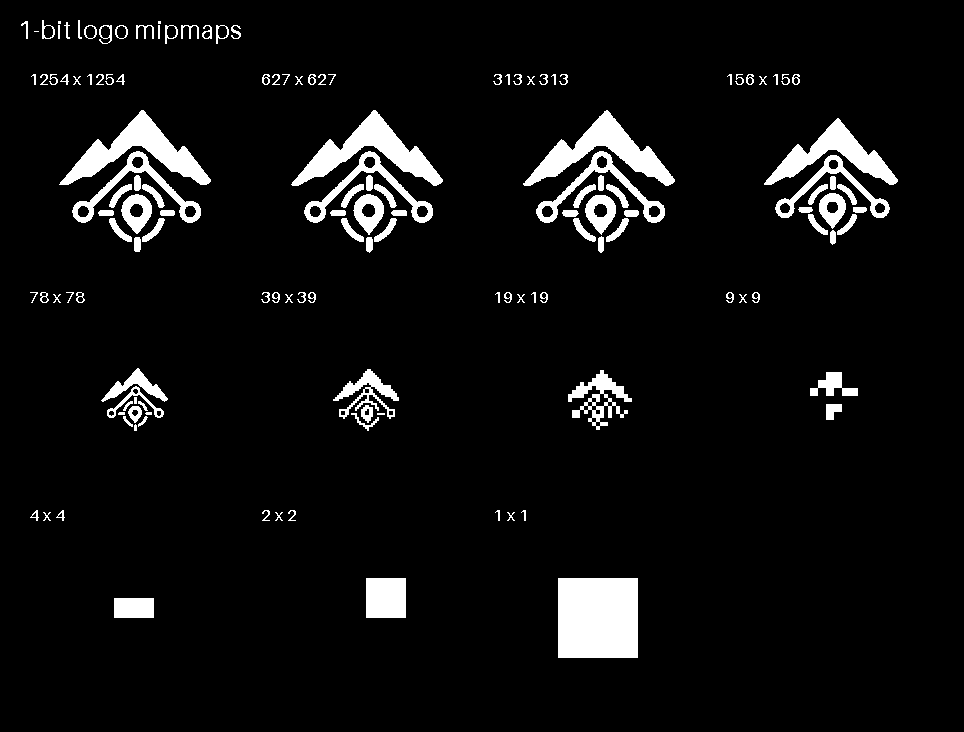 1-bit logo mipmaps
1254 x 1254
627 x 627
313 x 313
156 x 156
78 x 78
39 x 39
19 x 19
9 x 9
4 x 4
2 x 2
1 x 1